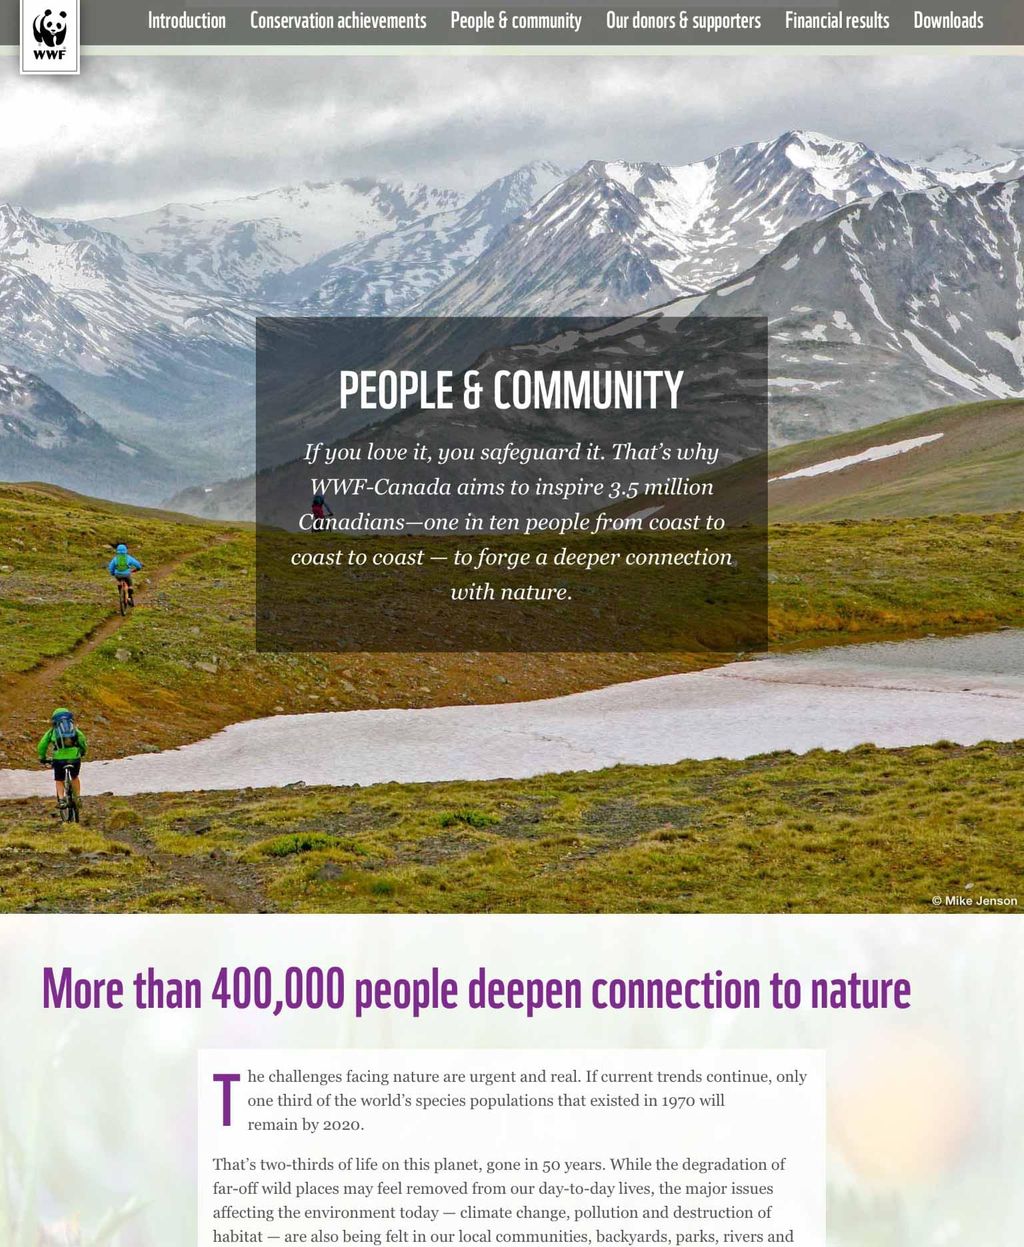 Introduction Conservation achievements People & community Our donors & supporters Financial results Downloads
WWF
PEOPLE & COMMUNITY
If you love it, you safeguard it. That's why
WWF-Canada aims to inspire 3.5 million
Canadians—one in ten people from coast to
coast to coast — to forge a deeper connection
with nature.
© Mike Jenson
More than 400,000 people deepen connection to nature
The challenges facing nature are urgent and real. If current trends continue, only
one third of the world's species populations that existed in 1970 will
remain by 2020.
That's two-thirds of life on this planet, gone in 50 years. While the degradation of
far-off wild places may feel removed from our day-to-day lives, the major issues
affecting the environment today — climate change, pollution and destruction of
habitat — are also being felt in our local communities, backyards, parks, rivers and